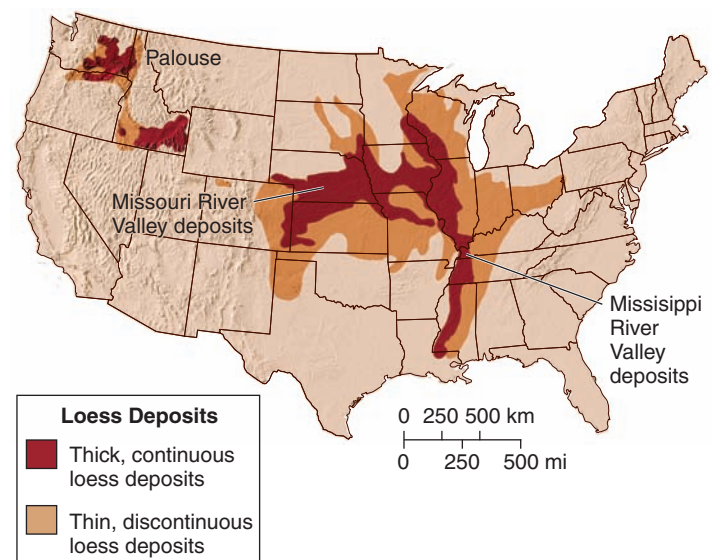 Palouse
Missouri River
Valley deposits
Missisippi
River
Valley
deposits
Loess Deposits
Thick, continuous
loess deposits
Thin, discontinuous
loess deposits
0 250 500 km
0 250 500 mi